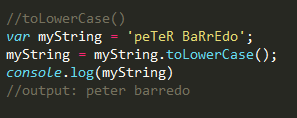 //toLowerCase()
var myString = 'peTeR BaRrEdo';
myString = myString.toLowerCase();
console.log(myString)
//output: peter barredo